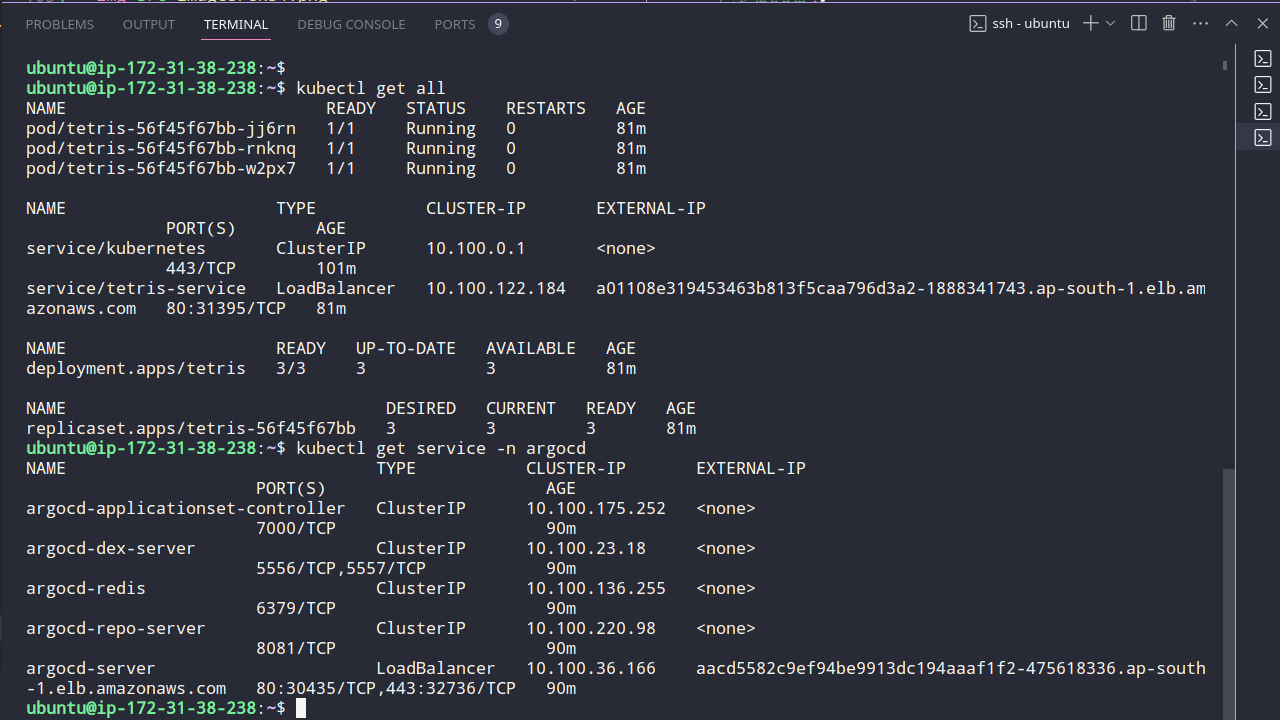 PROBLEMS OUTPUT TERMINAL DEBUG CONSOLE PORTS 9 ssh - ubuntu
ubuntu@ip-172-31-38-238:~$
ubuntu@ip-172-31-38-238:~$ kubectl get all
NAME READY STATUS RESTARTS AGE
pod/tetris-56f45f67bb-jj6rn 1/1 Running 0 81m
pod/tetris-56f45f67bb-rnknq 1/1 Running 0 81m
pod/tetris-56f45f67bb-w2px7 1/1 Running 0 81m
NAME TYPE CLUSTER-IP EXTERNAL-IP
PORT(S) AGE
service/kubernetes ClusterIP 10.100.0.1 <none>
443/TCP 101m
service/tetris-service LoadBalancer 10.100.122.184 a01108e319453463b813f5caa796d3a2-1888341743.ap-south-1.elb.am
azonaws.com 80:31395/TCP 81m
NAME READY UP-TO-DATE AVAILABLE AGE
deployment.apps/tetris 3/3 3 3 81m
NAME DESIRED CURRENT READY AGE
replicaset.apps/tetris-56f45f67bb 3 3 3 81m
ubuntu@ip-172-31-38-238:~$ kubectl get service -n argocd
NAME TYPE CLUSTER-IP EXTERNAL-IP
PORT(S) AGE
argocd-applicationset-controller ClusterIP 10.100.175.252 <none>
7000/TCP 90m
argocd-dex-server ClusterIP 10.100.23.18 <none>
5556/TCP,5557/TCP 90m
argocd-redis ClusterIP 10.100.136.255 <none>
6379/TCP 90m
argocd-repo-server ClusterIP 10.100.220.98 <none>
8081/TCP 90m
argocd-server LoadBalancer 10.100.36.166 aacd5582c9ef94be9913dc194aaaf1f2-475618336.ap-south
-1.elb.amazonaws.com 80:30435/TCP,443:32736/TCP 90m
ubuntu@ip-172-31-38-238:~$